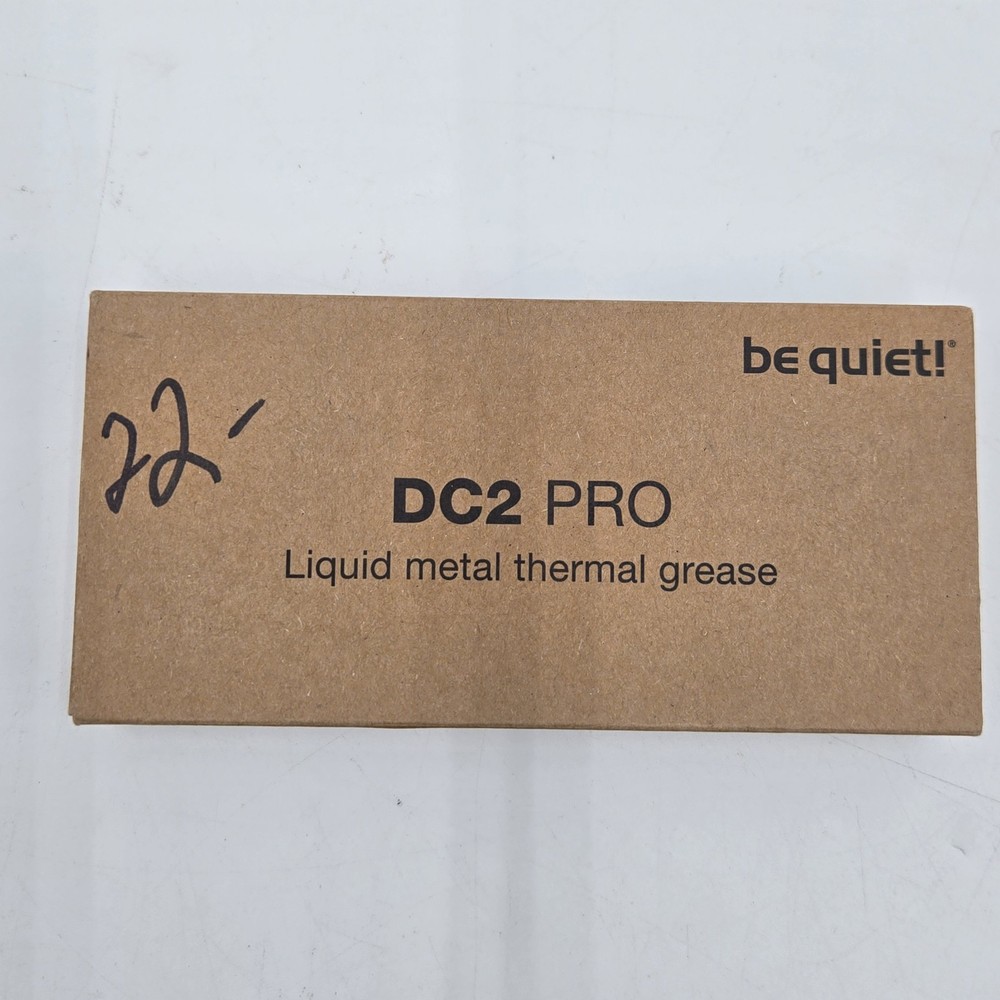 be quiet!®
22-
DC2 PRO
Liquid metal thermal grease